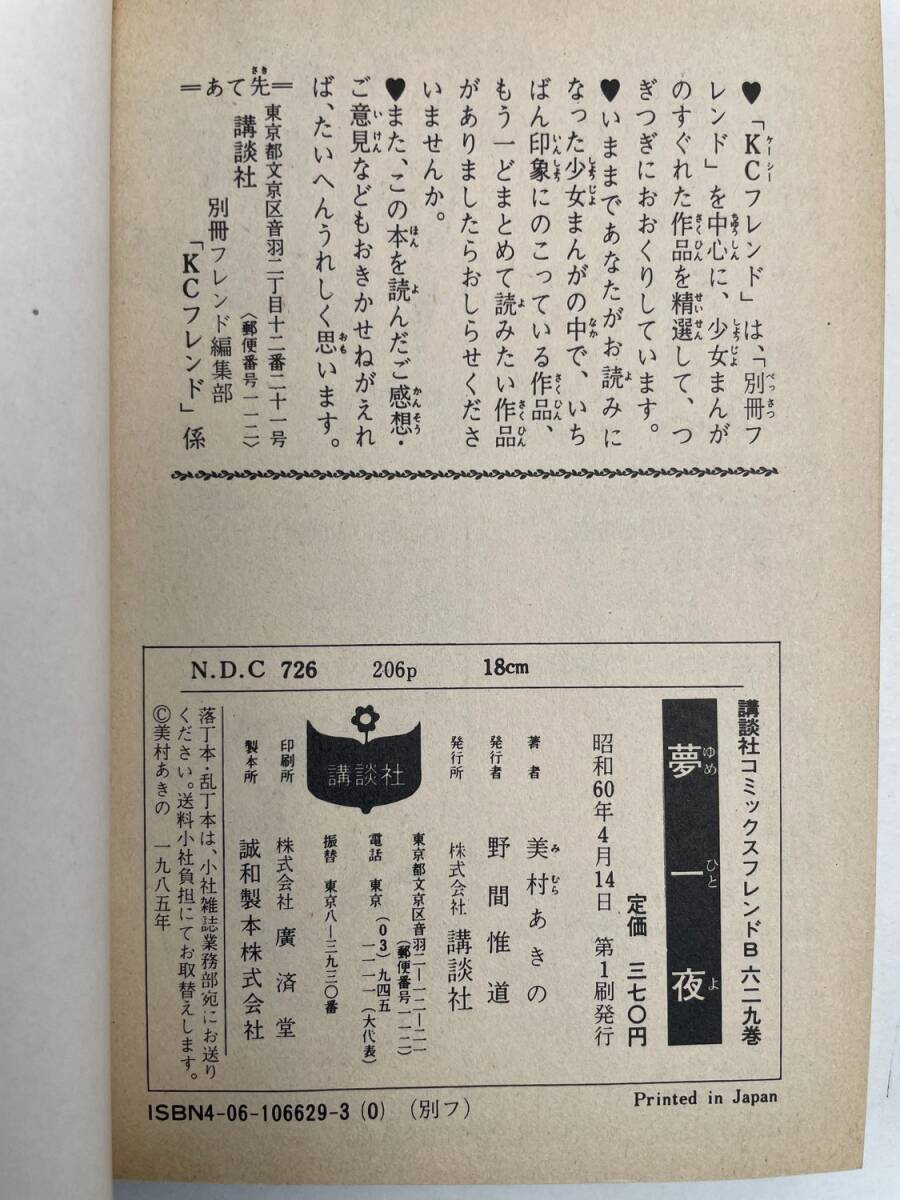 ♥「KCフレンド」は、「別冊フ
レンド」を中心に、少女まんが
のすぐれた作品を精選して、つ
ぎつぎにおおくりしています。
♥いままであなたがお読みに
なった少女まんがの中で、いち
ばん印象にのこっている作品、
もう一どまとめて読みたい作品
がありましたらおしらせくださ
いませんか。
♥また、この本を読んだご感想・
ご意見などもおきかせねがえれ
ば、たいへんうれしく思います。
＝あて先＝
東京都文京区音羽二丁目十二番二十一号
〈郵便番号一一二〉
講談社
別冊フレンド編集部
「KCフレンド」係
N.D.C 726 206p 18cm
講談社コミックスフレンドB 六二九巻
夢一夜
定価 三七〇円
昭和60年4月14日 第1刷発行
著者 美村あきの
発行者 野間惟道
発行所 株式会社 講談社
東京都文京区音羽二—一二—二一
(郵便番号一一二)
電話 東京(03)九四五
一一一一(大代表)
振替 東京八—三九三〇番
講談社
印刷所 株式会社 廣済堂
製本所 誠和製本株式会社
落丁本・乱丁本は、小社雑誌業務部宛にお送り
ください。送料小社負担にてお取替えします。
©美村あきの 一九八五年
ISBN4-06-106629-3 (0) (別フ)
Printed in Japan